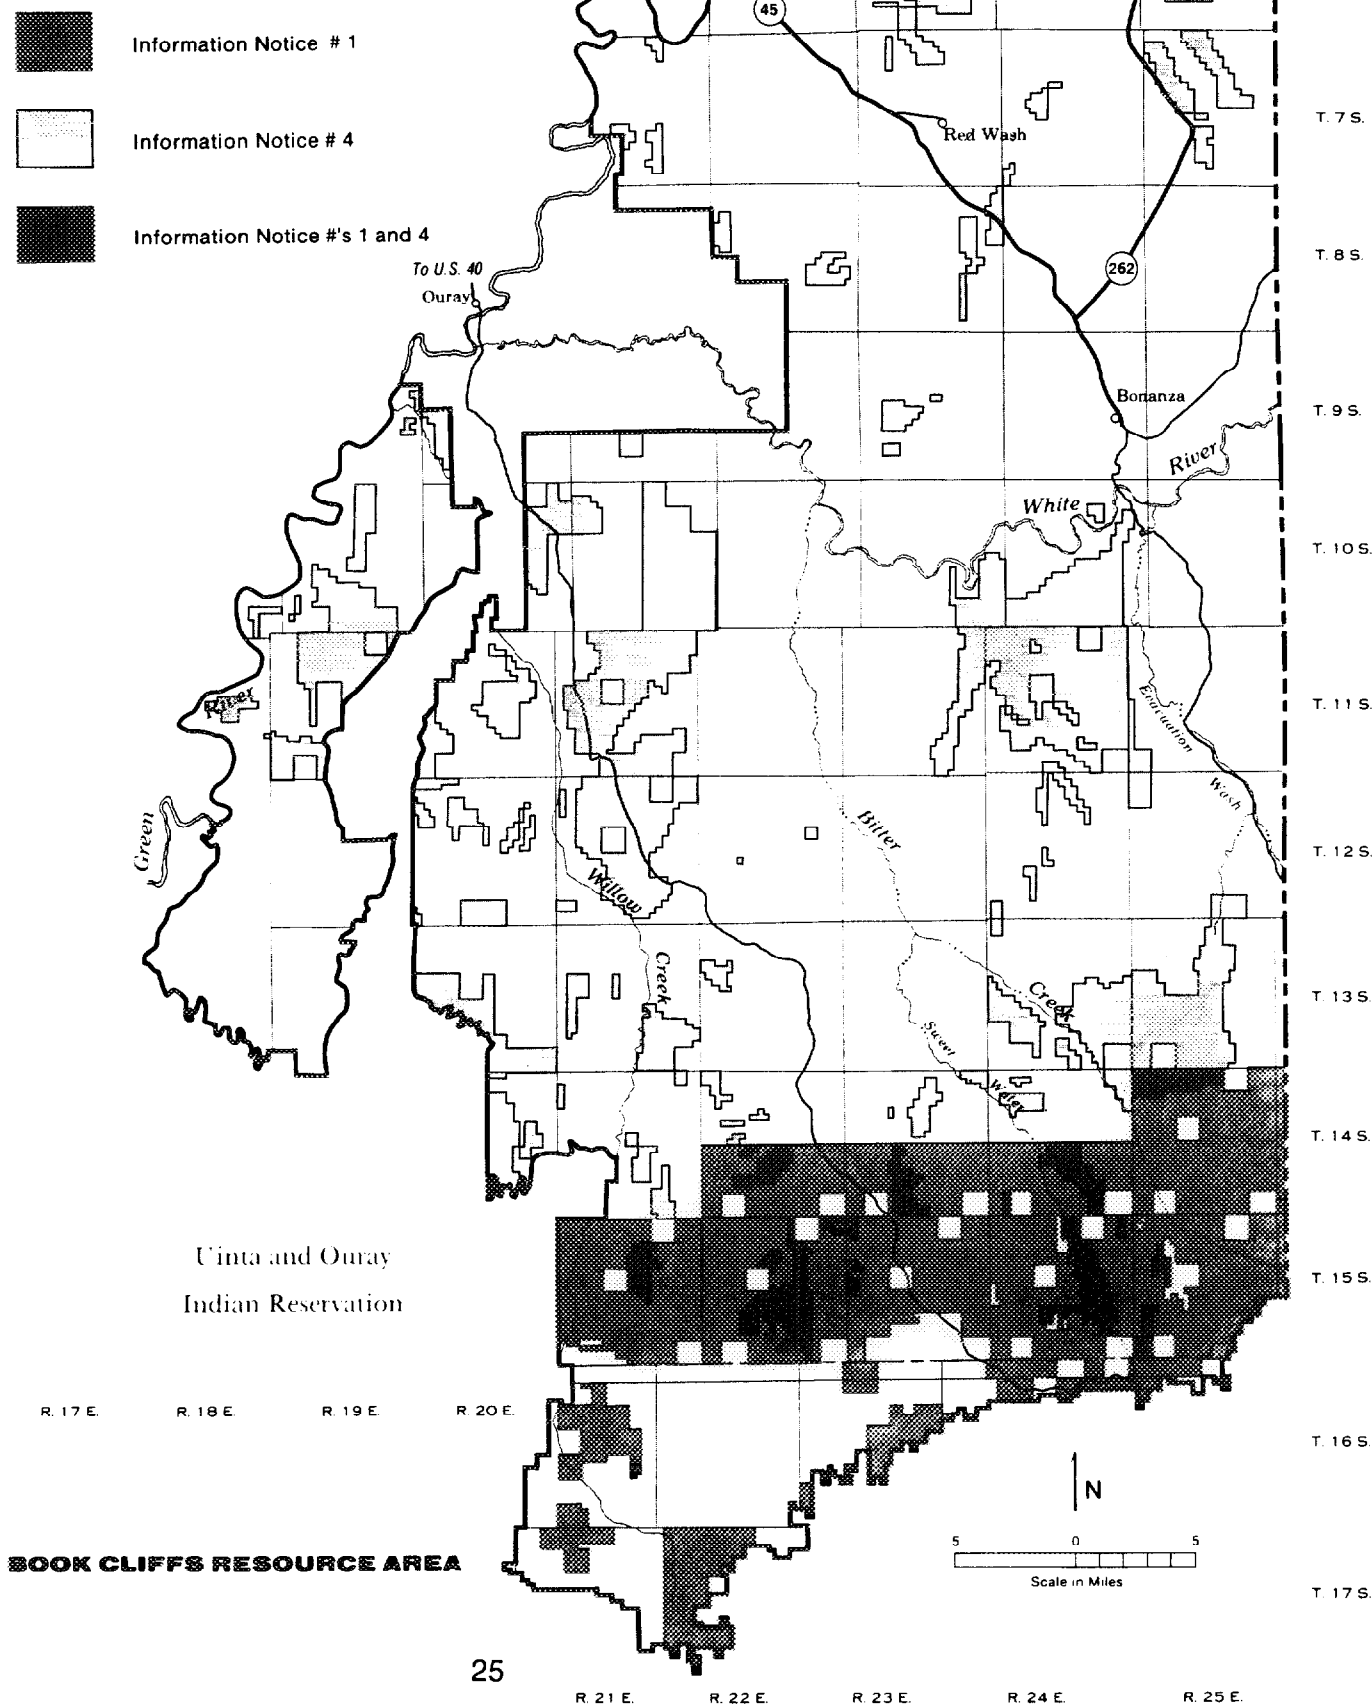 Information Notice # 1
Information Notice # 4
Information Notice #'s 1 and 4
45
T. 7 S.
Red Wash
T. 8 S.
262
To U.S. 40
Ouray
Bonanza
T. 9 S.
River
White
T. 10 S.
River
Evacuation
Wash
T. 11 S.
Green
Bitter
T. 12 S.
Willow
Creek
Creek
T. 13 S.
Sweet
Water
T. 14 S.
Uinta and Ouray
Indian Reservation
T. 15 S.
R. 17 E.
R. 18 E.
R. 19 E.
R. 20 E.
T. 16 S.
N
BOOK CLIFFS RESOURCE AREA
5
0
5
Scale in Miles
T. 17 S.
25
R. 21 E.
R. 22 E.
R. 23 E.
R. 24 E.
R. 25 E.